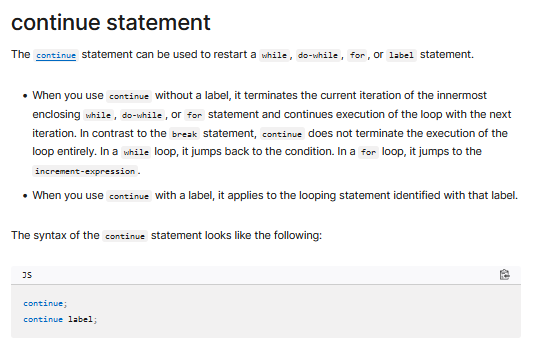 continue statement
The continue statement can be used to restart a while, do-while, for, or label statement.
• When you use continue without a label, it terminates the current iteration of the innermost
enclosing while, do-while, or for statement and continues execution of the loop with the next
iteration. In contrast to the break statement, continue does not terminate the execution of the
loop entirely. In a while loop, it jumps back to the condition. In a for loop, it jumps to the
increment-expression.
• When you use continue with a label, it applies to the looping statement identified with that label.
The syntax of the continue statement looks like the following:
JS
continue;
continue label;